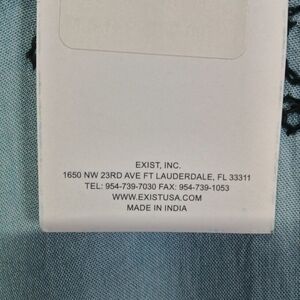 EXIST, INC.
1650 NW 23RD AVE FT LAUDERDALE, FL 33311
TEL: 954-739-7030 FAX: 954-739-1053
WWW.EXISTUSA.COM
MADE IN INDIA